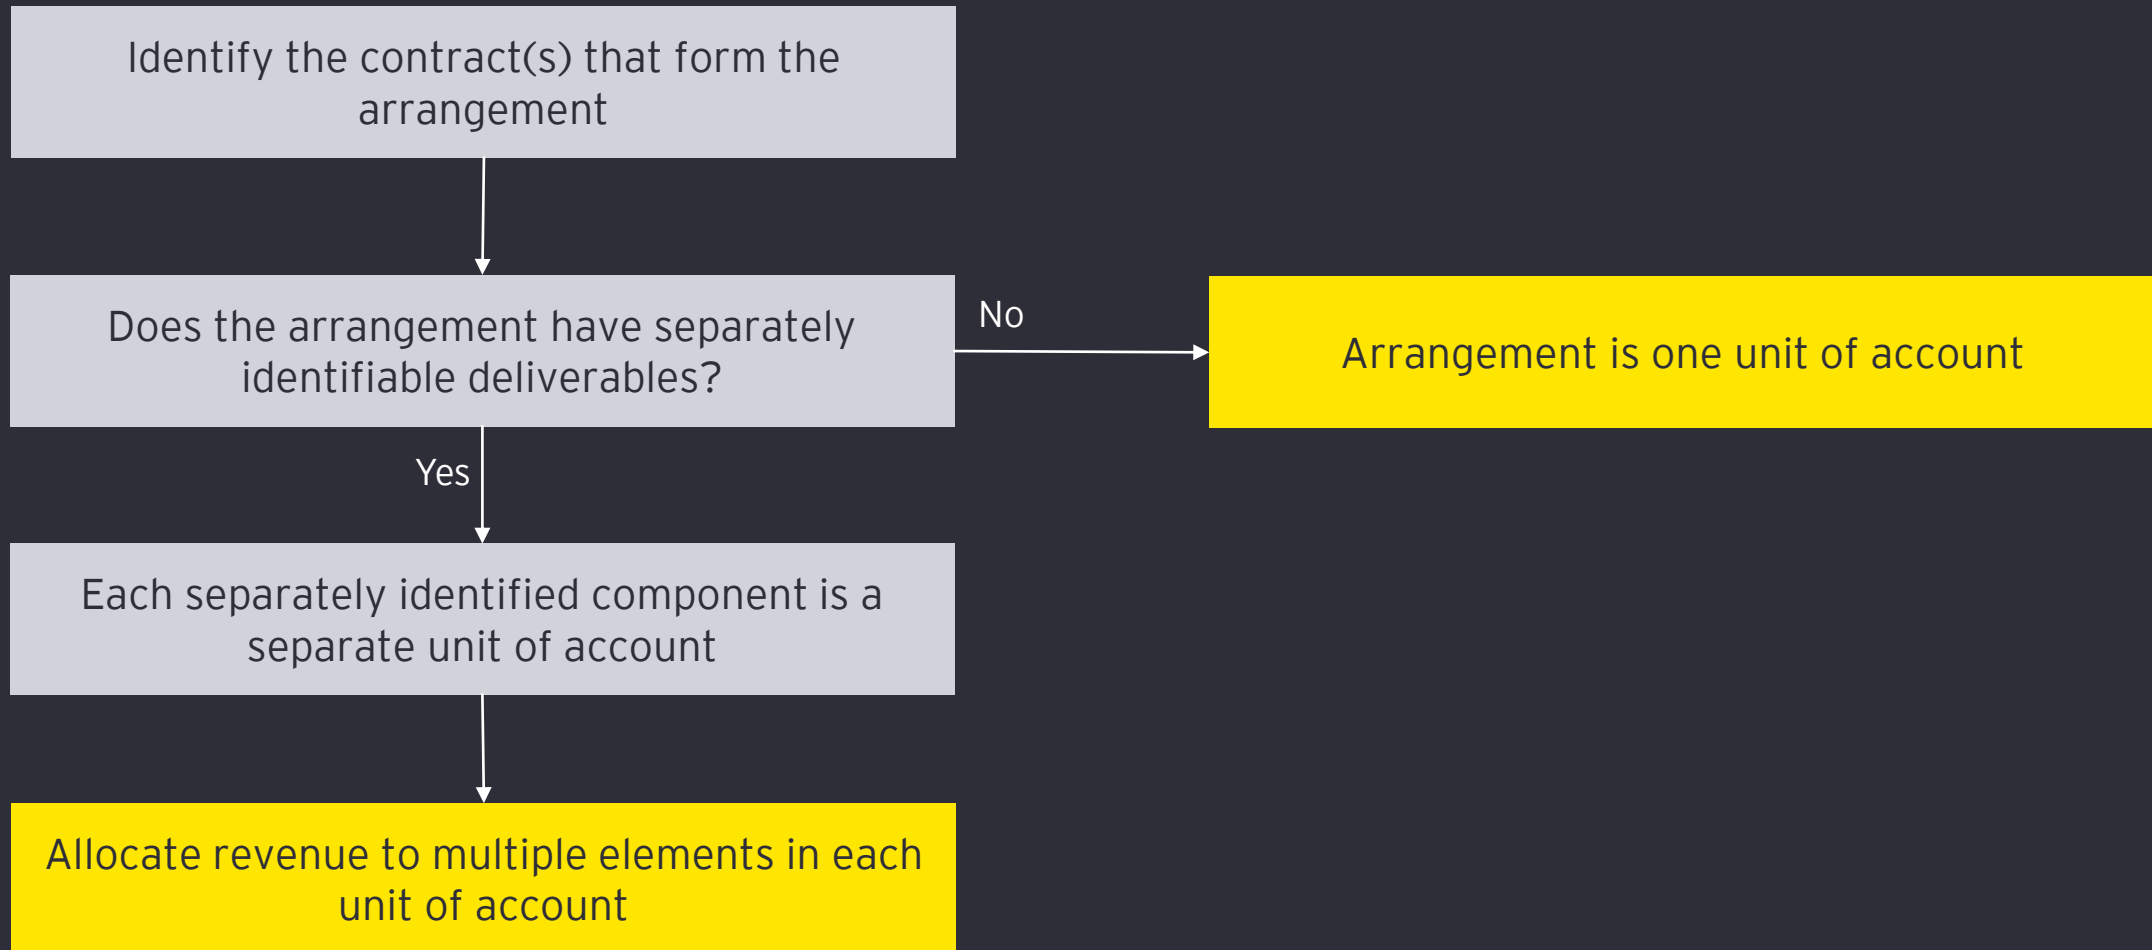 Identify the contract(s) that form the
arrangement
Does the arrangement have separately
identifiable deliverables?
No
Arrangement is one unit of account
Yes
Each separately identified component is a
separate unit of account
Allocate revenue to multiple elements in each
unit of account